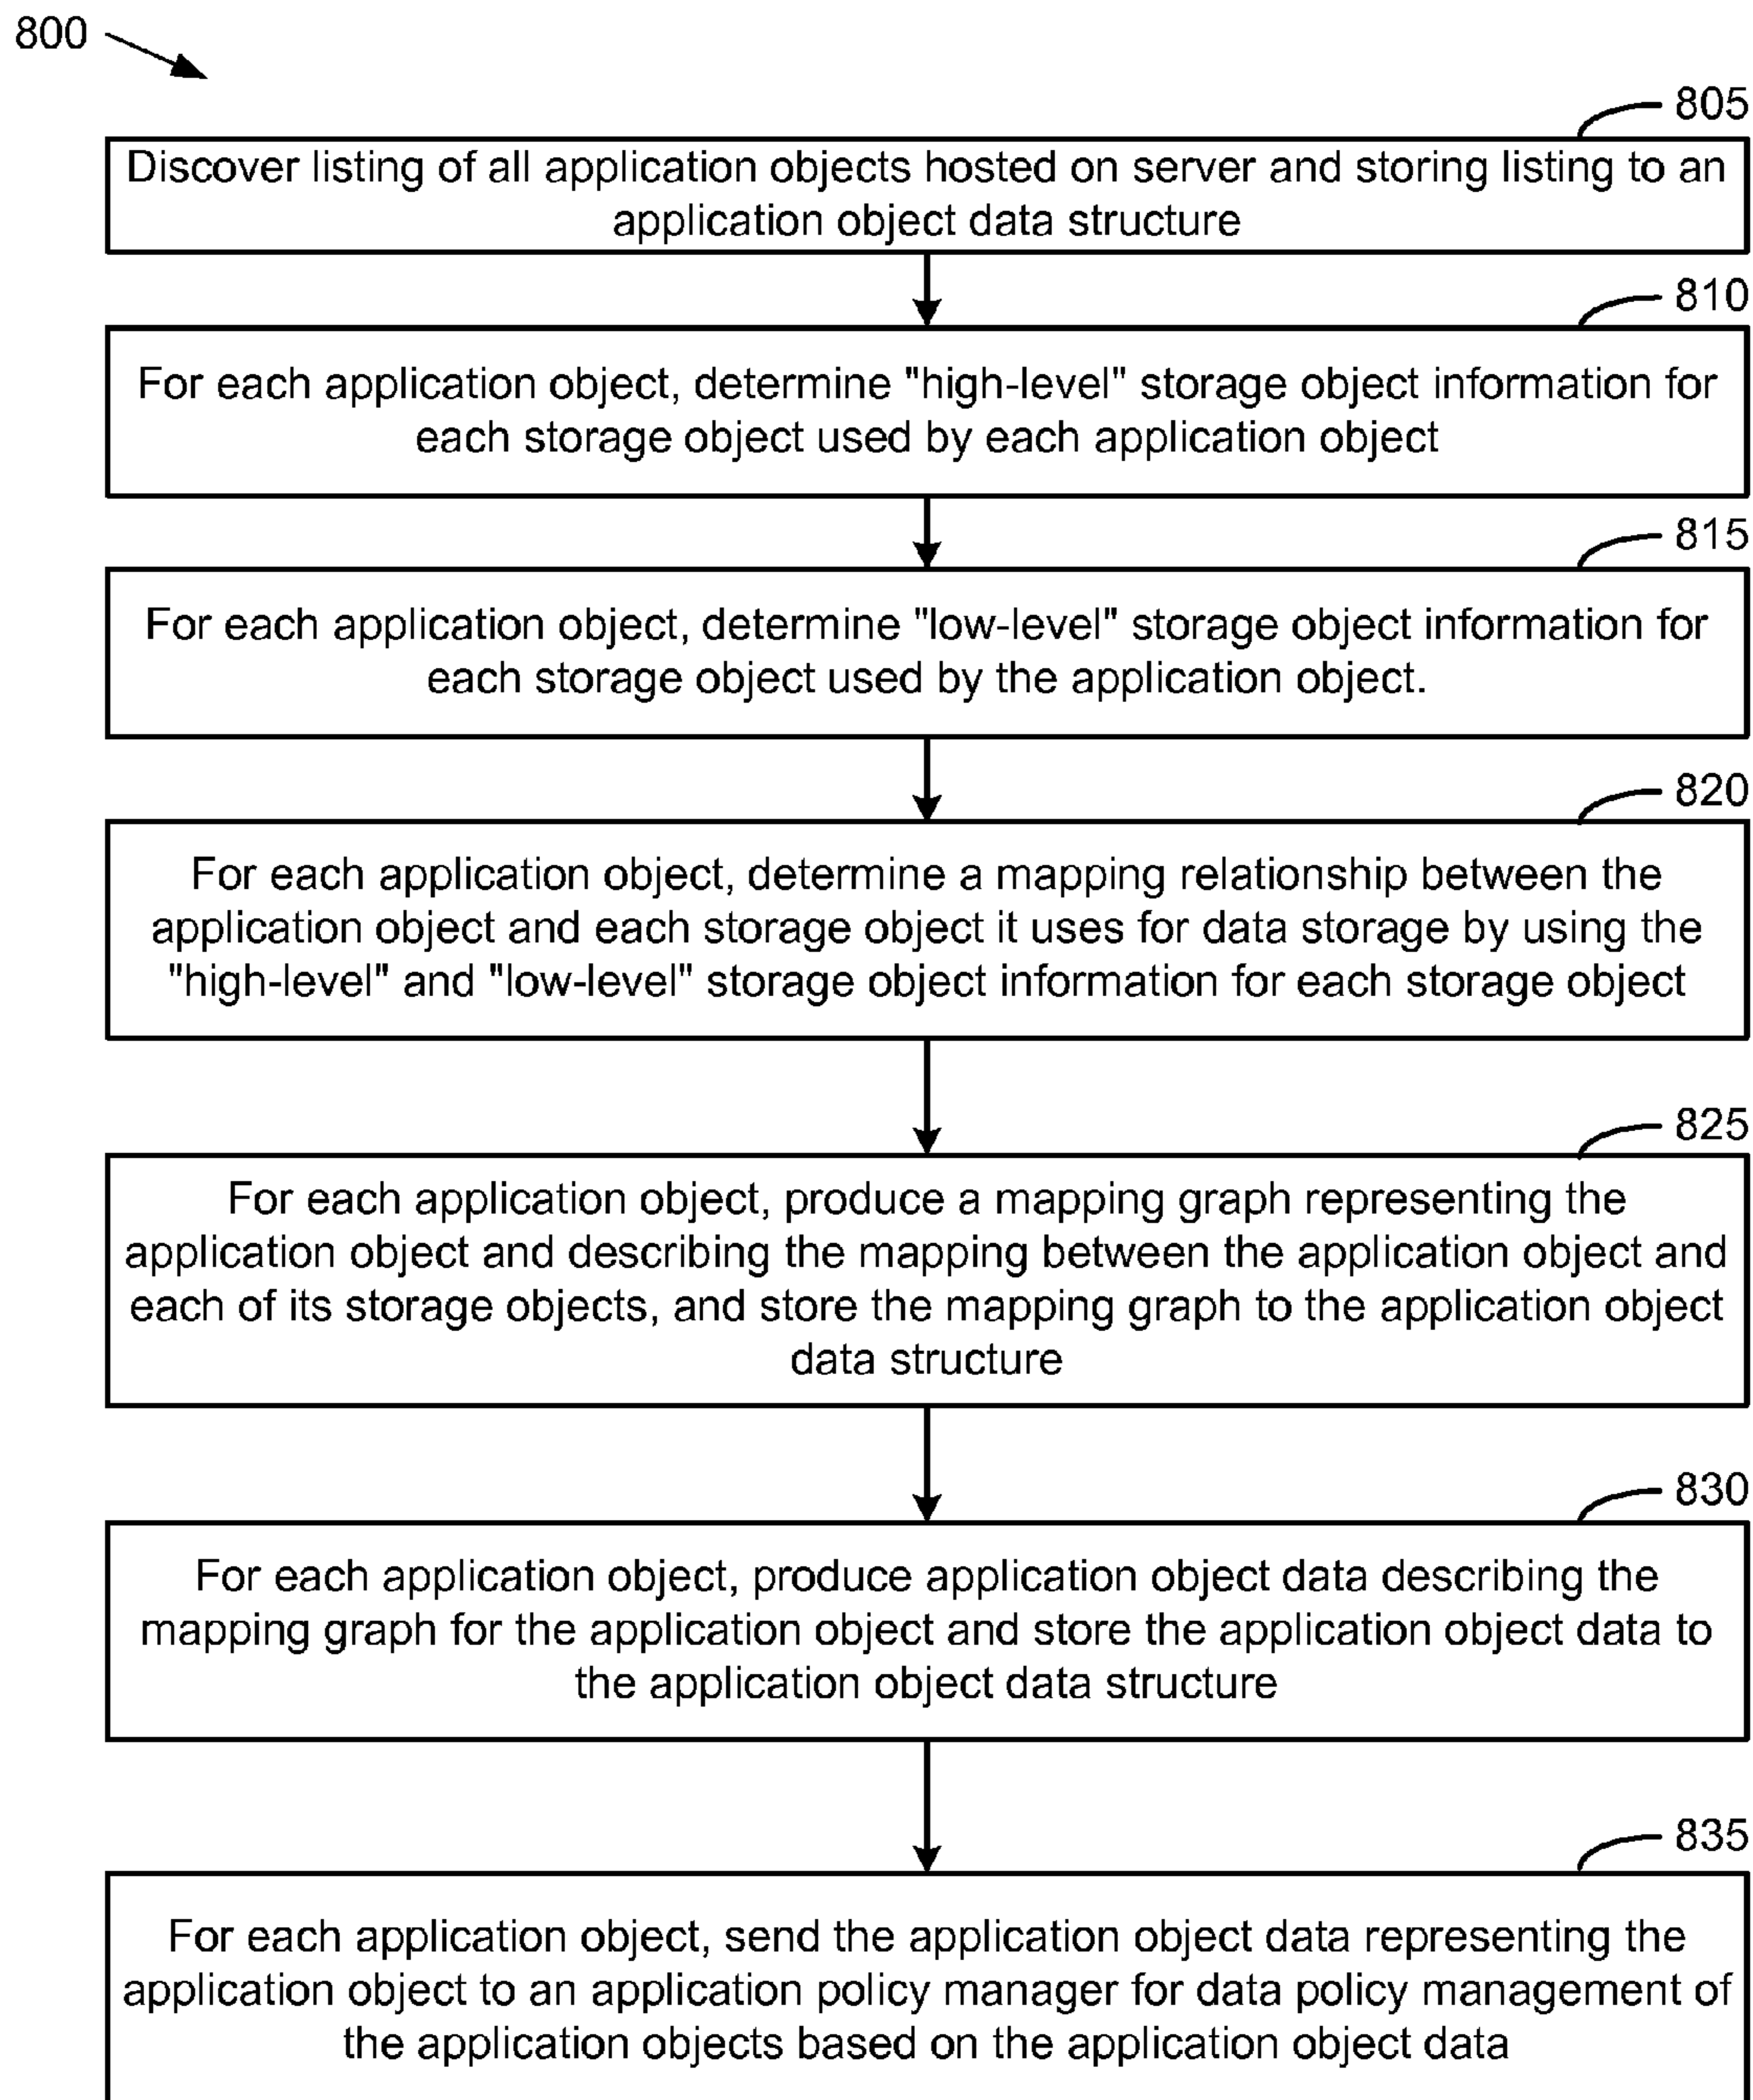 800
805
Discover listing of all application objects hosted on server and storing listing to an
application object data structure
810
For each application object, determine "high-level" storage object information for
each storage object used by each application object
815
For each application object, determine "low-level" storage object information for
each storage object used by the application object.
820
For each application object, determine a mapping relationship between the
application object and each storage object it uses for data storage by using the
"high-level" and "low-level" storage object information for each storage object
825
For each application object, produce a mapping graph representing the
application object and describing the mapping between the application object and
each of its storage objects, and store the mapping graph to the application object
data structure
830
For each application object, produce application object data describing the
mapping graph for the application object and store the application object data to
the application object data structure
835
For each application object, send the application object data representing the
application object to an application policy manager for data policy management of
the application objects based on the application object data